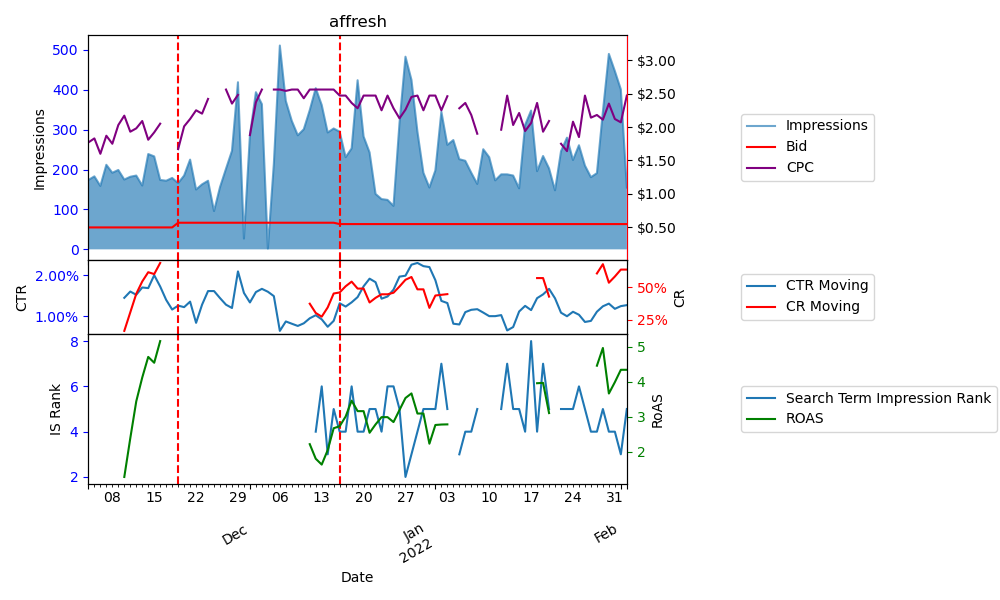 affresh
Impressions
500
400
300
200
100
0
$3.00
$2.50
$2.00
$1.50
$1.00
$0.50
Impressions
Bid
CPC
CTR
2.00%
1.00%
50%
25%
CR
CTR Moving
CR Moving
IS Rank
8
6
4
2
5
4
3
2
RoAS
Search Term Impression Rank
ROAS
08 15 22 29 06 13 20 27 03 10 17 24 31
Dec Jan Feb
2022
Date